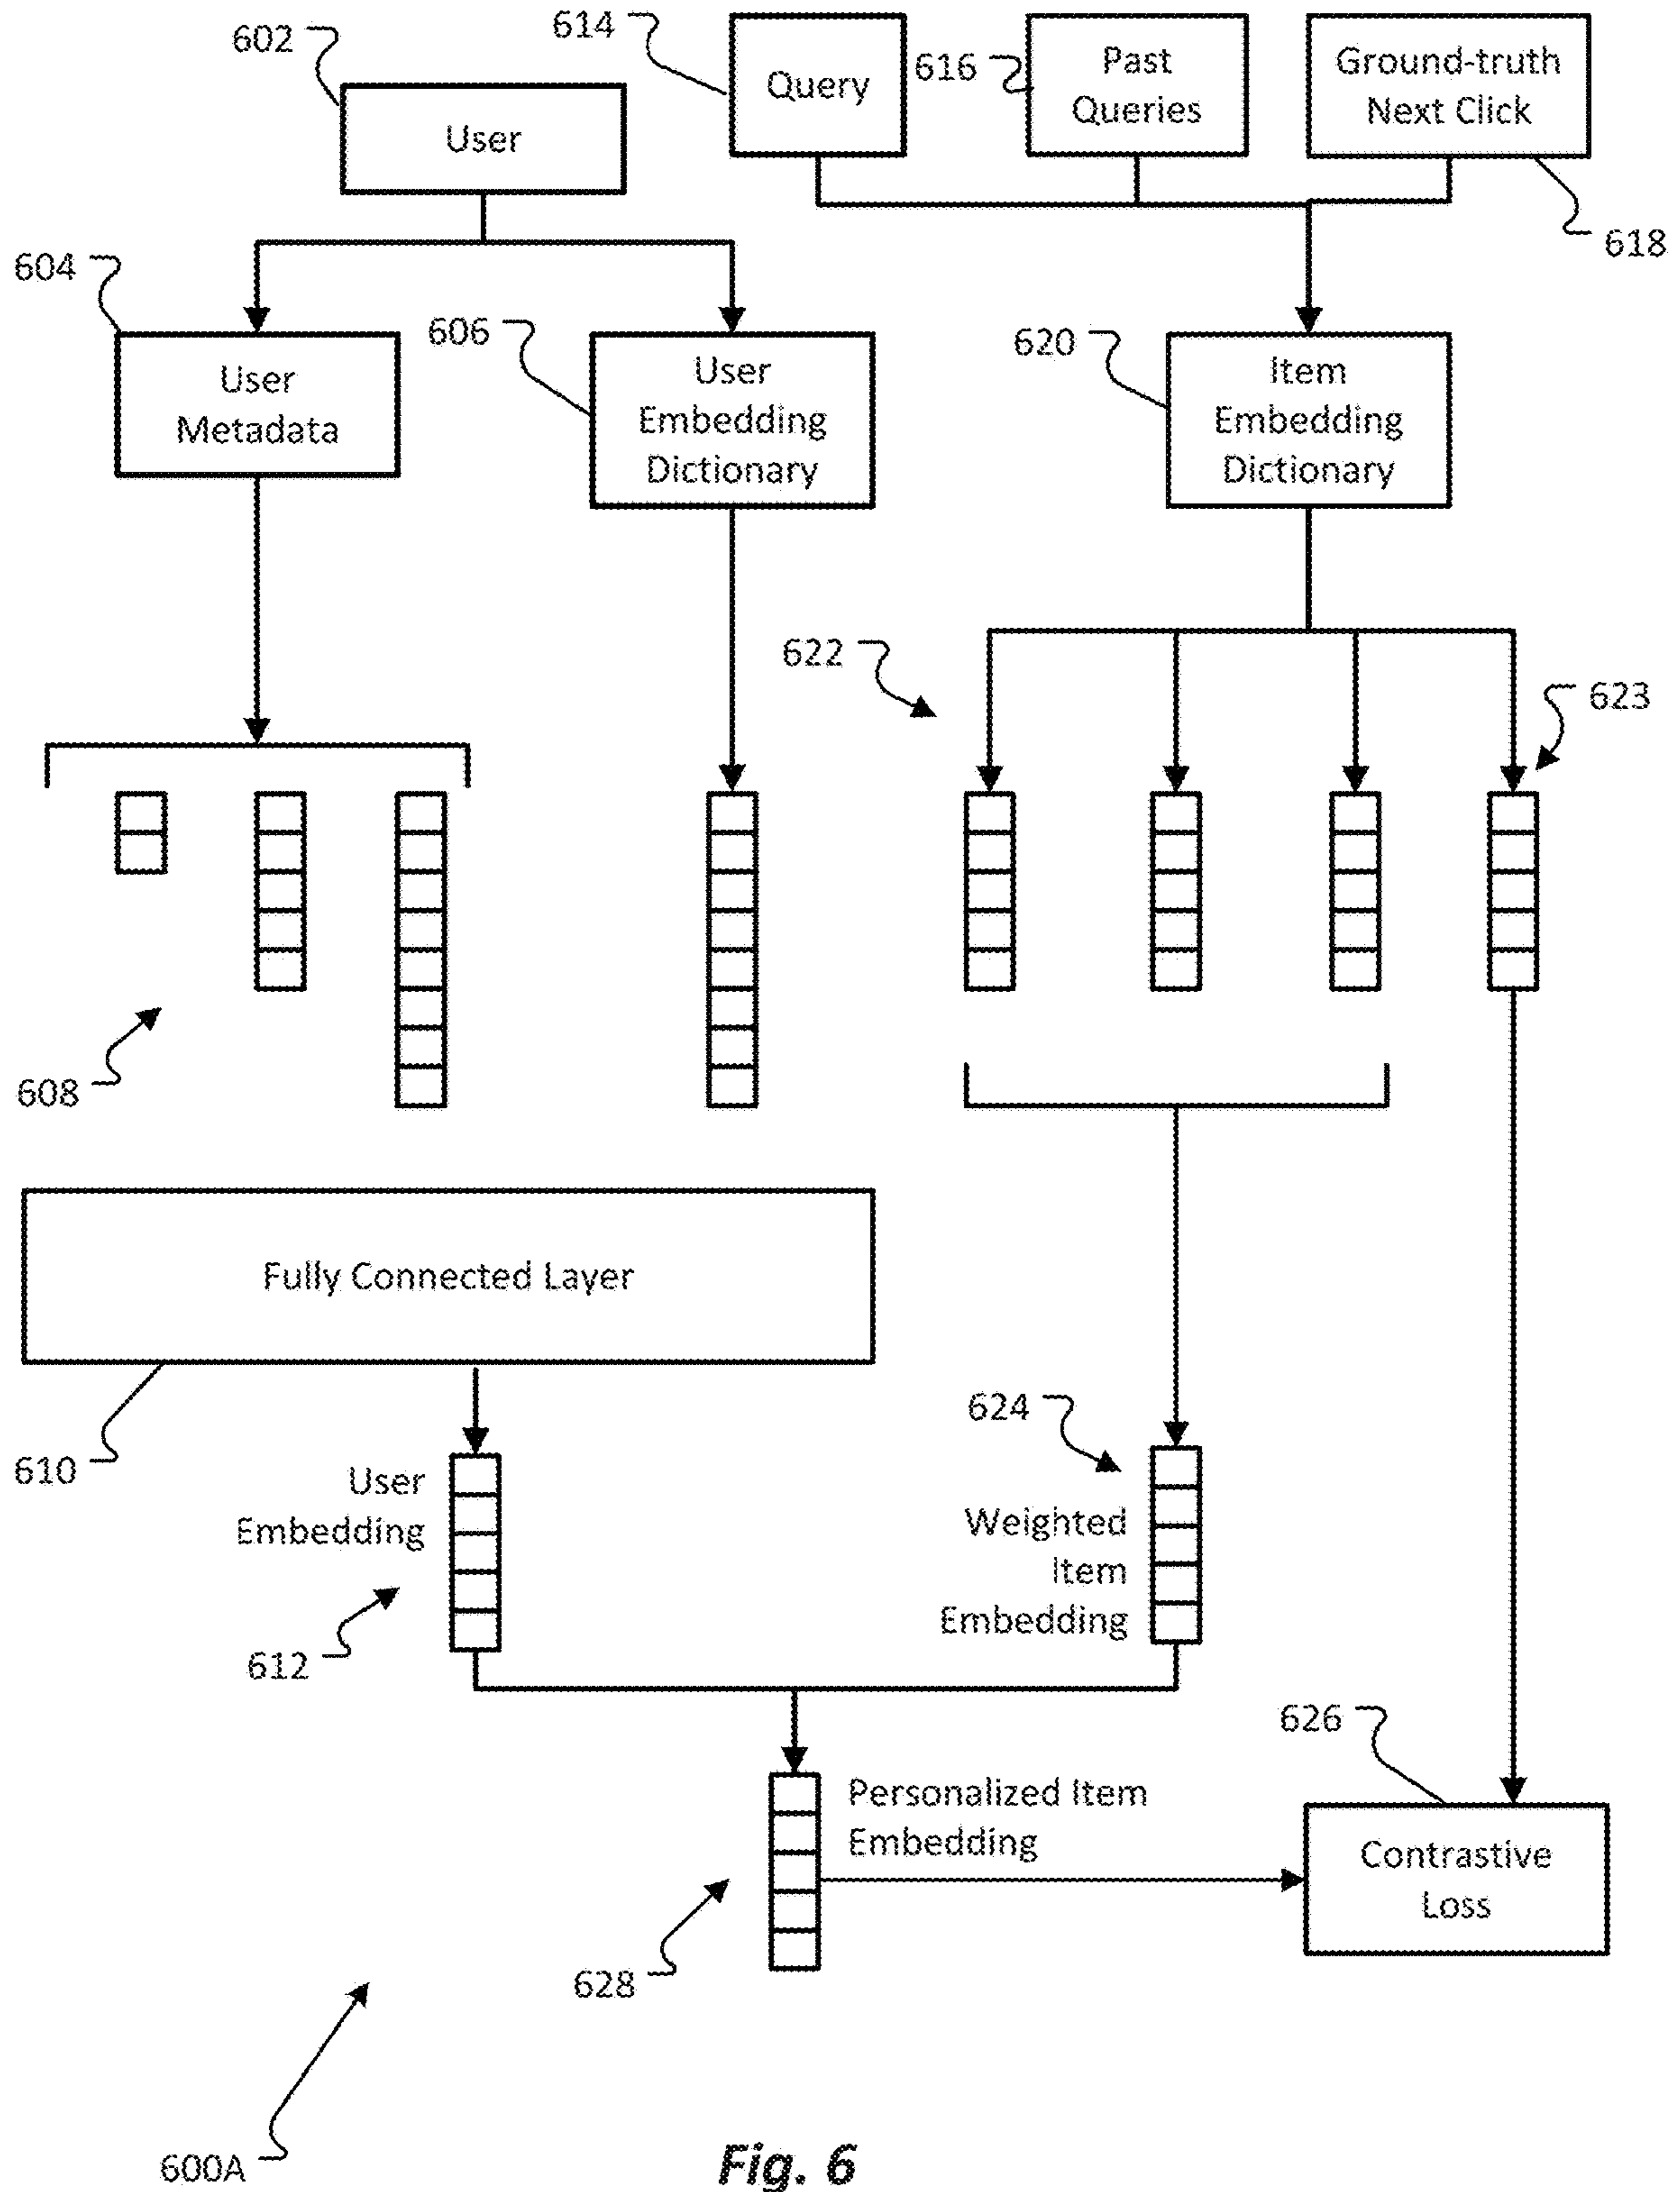 602
User
614
Query
616
Past
Queries
Ground-truth
Next Click
618
604
User
Metadata
606
User
Embedding
Dictionary
620
Item
Embedding
Dictionary
622
623
608
Fully Connected Layer
610
User
Embedding
612
624
Weighted
Item
Embedding
626
Personalized Item
Embedding
628
Contrastive
Loss
600A
Fig. 6